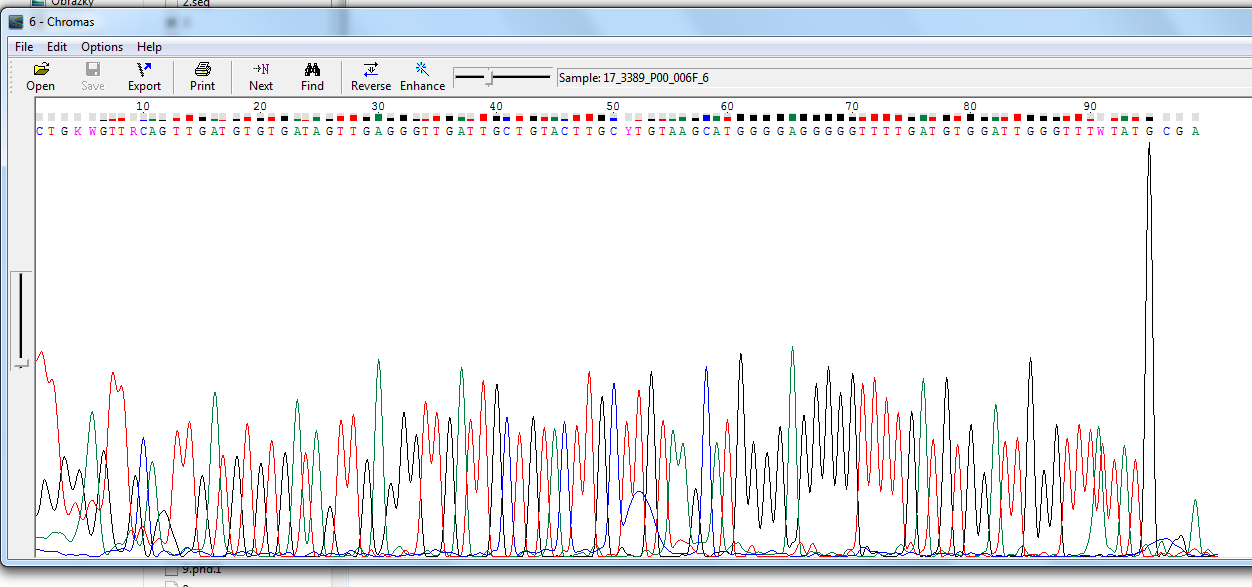 Obrázky 2.seq
6 - Chromas
File Edit Options Help
Open Save Export Print Next Find Reverse Enhance Sample: 17_3389_P00_006F_6
10 20 30 40 50 60 70 80 90
CTGKWGTTRCAGTTGATGTGTGATAGTTGAGGGTTGATTGCTGTACTTGCYTGTAAGCATGGGGAGGGGGTTTTGATGTGGATTGGGTTTWTATGCGA
9.phd.1